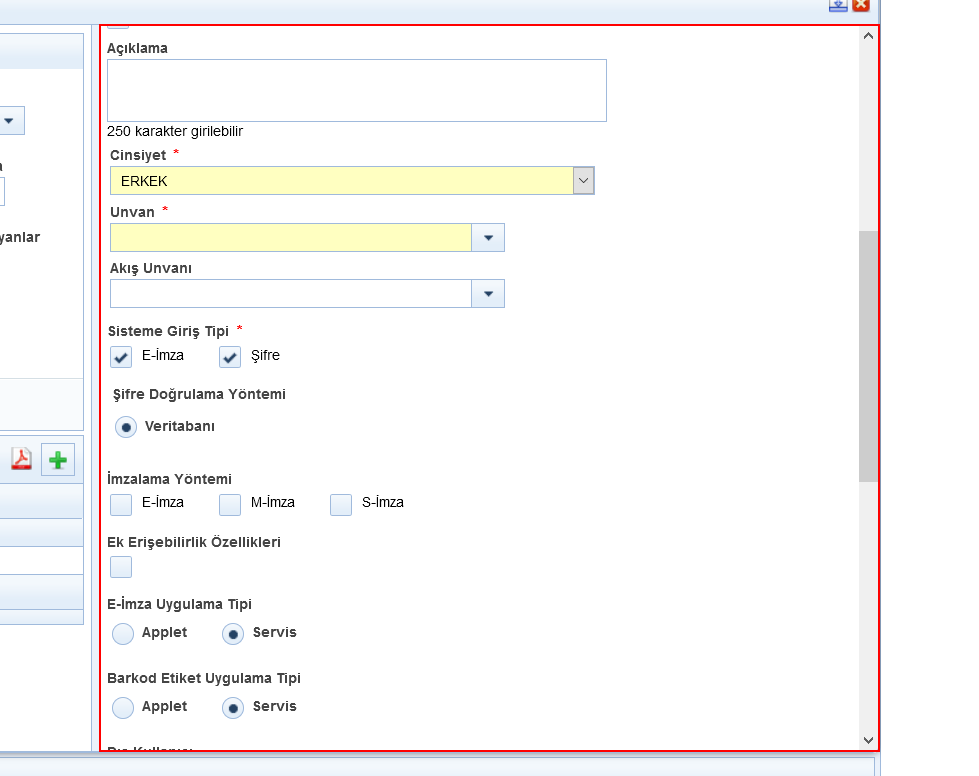 Açıklama
250 karakter girilebilir
Cinsiyet *
ERKEK
Unvan *
yanlar
Akış Unvanı
Sisteme Giriş Tipi *
E-İmza Şifre
Şifre Doğrulama Yöntemi
Veritabanı
İmzalama Yöntemi
E-İmza M-İmza S-İmza
Ek Erişebilirlik Özellikleri
E-İmza Uygulama Tipi
Applet Servis
Barkod Etiket Uygulama Tipi
Applet Servis